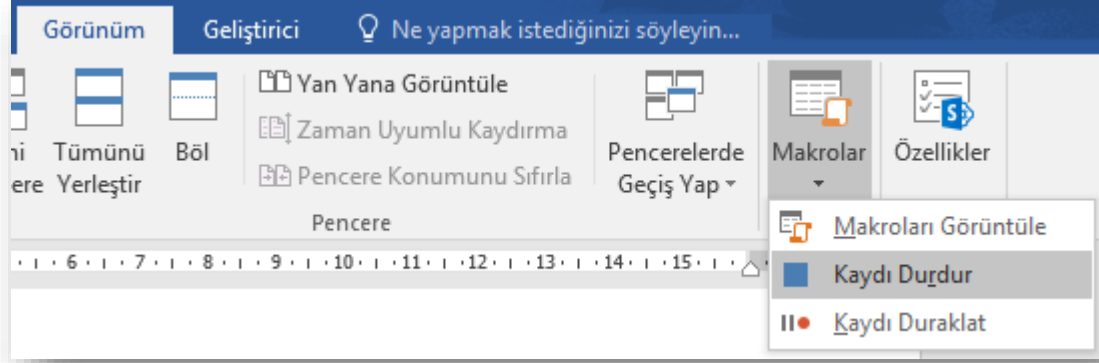 Görünüm Geliştirici Ne yapmak istediğinizi söyleyin...
Yan Yana Görüntüle
Zaman Uyumlu Kaydırma
Pencere Konumunu Sıfırla
ni
ere
Tümünü
Yerleştir
Böl
Pencerelerde
Geçiş Yap
Makrolar
Özellikler
Pencere
6 7 8 9 10 11 12 13 14 15
Makroları Görüntüle
Kaydı Durdur
Kaydı Duraklat